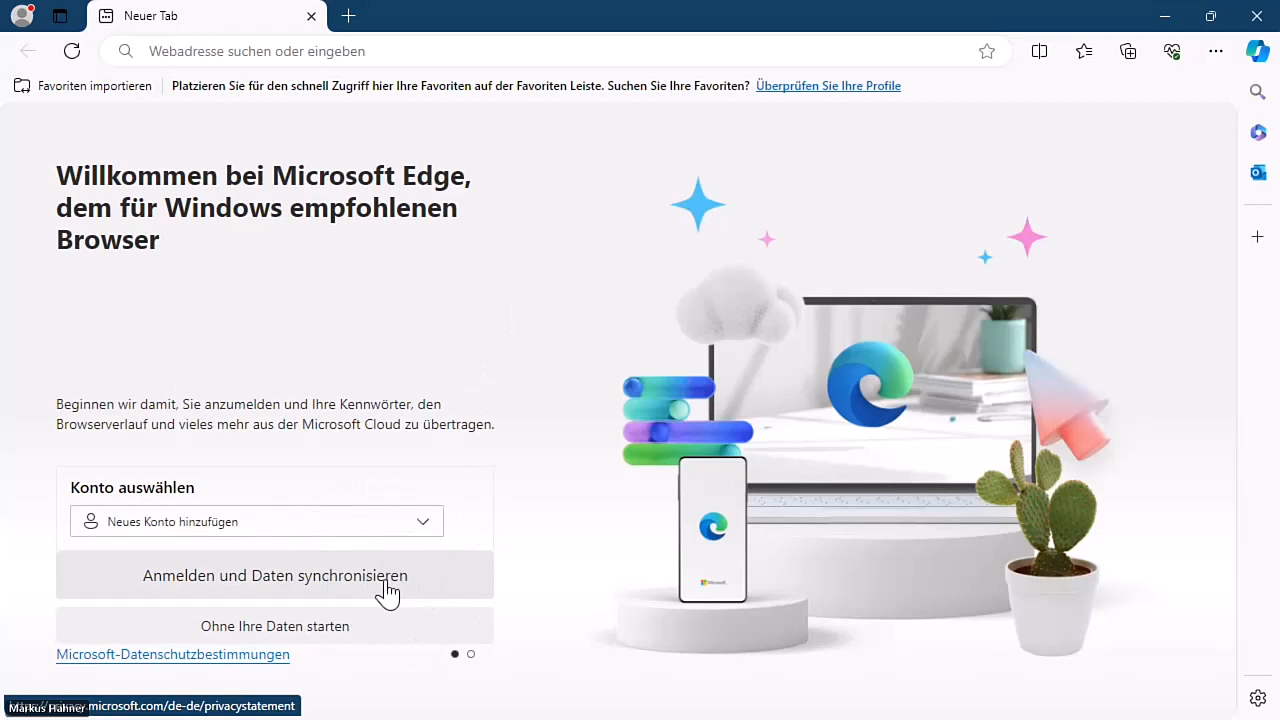 Neuer Tab
Webadresse suchen oder eingeben
Favoriten importieren
Platzieren Sie für den schnell Zugriff hier Ihre Favoriten auf der Favoriten Leiste. Suchen Sie Ihre Favoriten? Überprüfen Sie Ihre Profile
Willkommen bei Microsoft Edge,
dem für Windows empfohlenen
Browser
Beginnen wir damit, Sie anzumelden und Ihre Kennwörter, den
Browserverlauf und vieles mehr aus der Microsoft Cloud zu übertragen.
Konto auswählen
Neues Konto hinzufügen
Anmelden und Daten synchronisieren
Ohne Ihre Daten starten
Microsoft-Datenschutzbestimmungen
Microsoft
microsoft.com/de-de/privacystatement
Markus Hahner